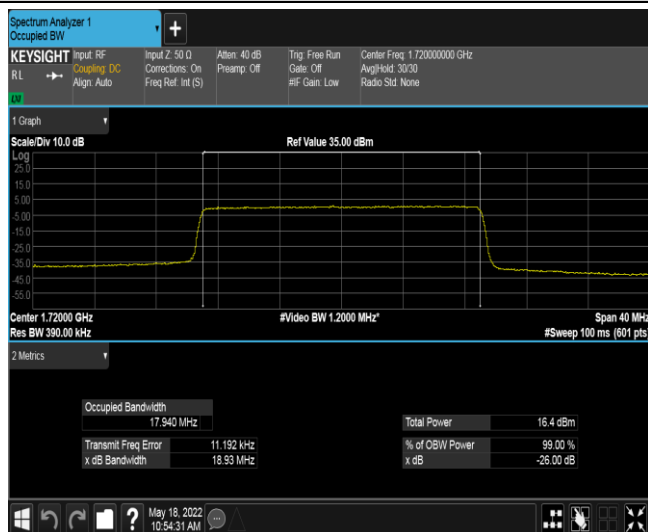 Spectrum Analyzer 1
Occupied BW
+
KEYSIGHT
RL
LM
Input: RF
Coupling: DC
Align: Auto
Input Z: 50 Ω
Corrections: On
Freq Ref: Int (S)
Atten: 40 dB
Preamp: Off
Trig: Free Run
Gate: Off
#IF Gain: Low
Center Freq: 1.720000000 GHz
Avg|Hold: 30/30
Radio Std: None
1 Graph
Scale/Div 10.0 dB
Ref Value 35.00 dBm
Log
25.0
15.0
5.00
-5.00
-15.0
-25.0
-35.0
-45.0
-55.0
Center 1.72000 GHz
#Video BW 1.2000 MHz*
Span 40 MHz
Res BW 390.00 kHz
#Sweep 100 ms (601 pts)
2 Metrics
Occupied Bandwidth
17.940 MHz
Total Power 16.4 dBm
Transmit Freq Error 11.192 kHz
% of OBW Power 99.00 %
x dB Bandwidth 18.93 MHz
x dB -26.00 dB
?
May 18, 2022
10:54:31 AM